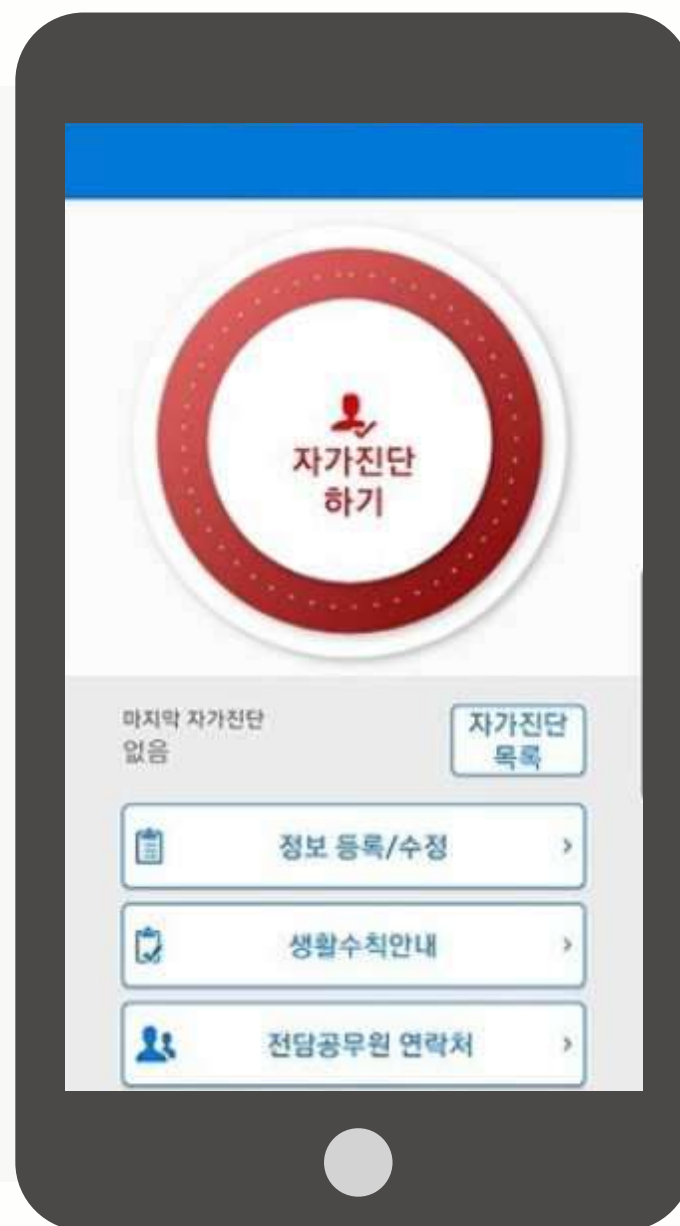 자가진단
하기
마지막 자가진단
없음
자가진단
목록
정보 등록/수정
생활수칙안내
전담공무원 연락처